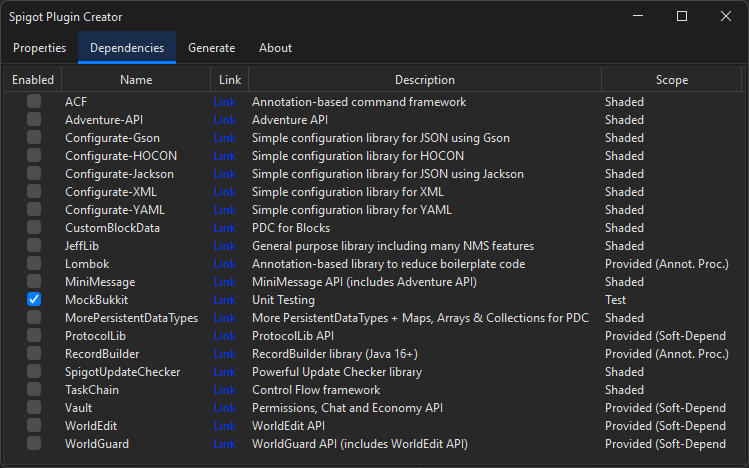 Spigot Plugin Creator
Properties Dependencies Generate About
Enabled Name Link Description Scope
ACF Link Annotation-based command framework Shaded
Adventure-API Link Adventure API Shaded
Configurate-Gson Link Simple configuration library for JSON using Gson Shaded
Configurate-HOCON Link Simple configuration library for HOCON Shaded
Configurate-Jackson Link Simple configuration library for JSON using Jackson Shaded
Configurate-XML Link Simple configuration library for XML Shaded
Configurate-YAML Link Simple configuration library for YAML Shaded
CustomBlockData Link PDC for Blocks Shaded
JeffLib Link General purpose library including many NMS features Shaded
Lombok Link Annotation-based library to reduce boilerplate code Provided (Annot. Proc.)
MiniMessage Link MiniMessage API (includes Adventure API) Shaded
MockBukkit Link Unit Testing Test
MorePersistentDataTypes Link More PersistentDataTypes + Maps, Arrays & Collections for PDC Shaded
ProtocolLib Link ProtocolLib API Provided (Soft-Depend
RecordBuilder Link RecordBuilder library (Java 16+) Provided (Annot. Proc.)
SpigotUpdateChecker Link Powerful Update Checker library Shaded
TaskChain Link Control Flow framework Shaded
Vault Link Permissions, Chat and Economy API Provided (Soft-Depend
WorldEdit Link WorldEdit API Provided (Soft-Depend
WorldGuard Link WorldGuard API (includes WorldEdit API) Provided (Soft-Depend